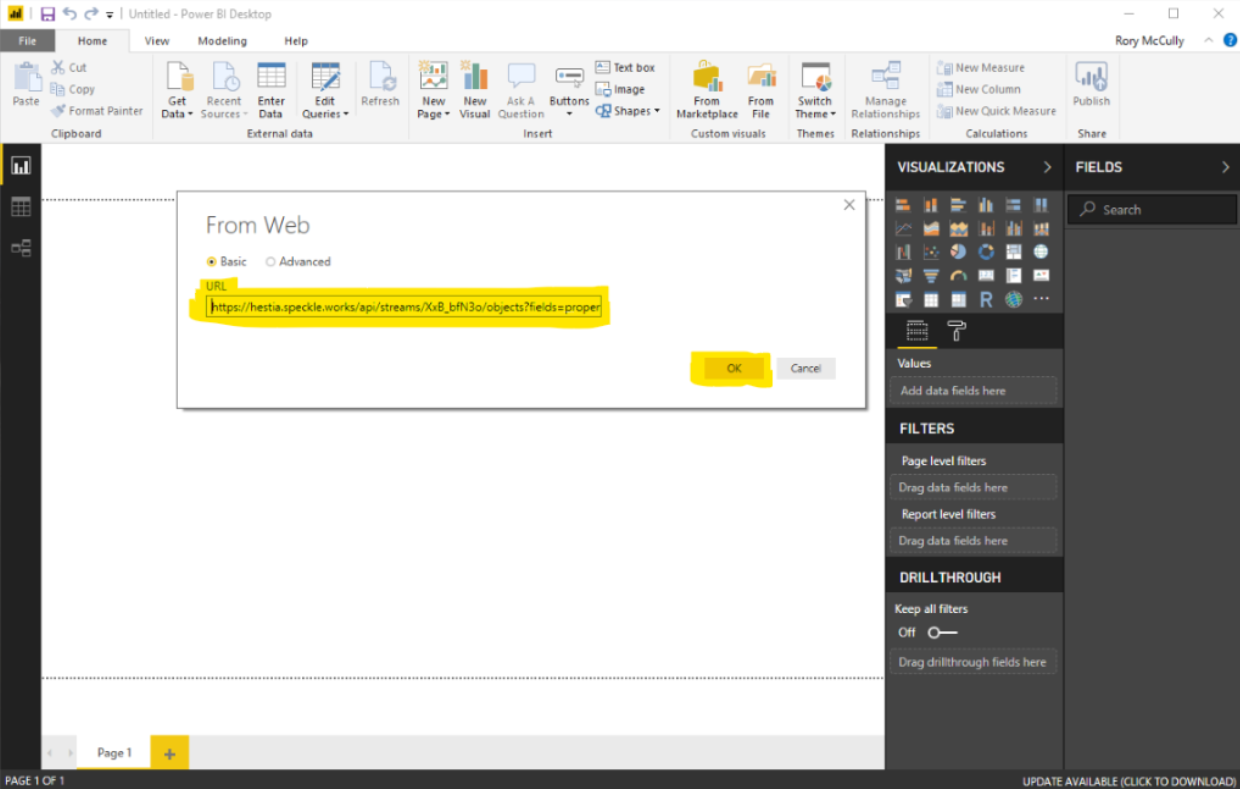 Untitled - Power BI Desktop
File Home View Modeling Help Rory McCully
Paste
Cut
Copy
Format Painter
Clipboard
Get Data
Recent Sources
Enter Data
Edit Queries
Refresh
External data
New Page
New Visual
Ask A Question
Buttons
Text box
Image
Shapes
Insert
From Marketplace
From File
Custom visuals
Switch Theme
Themes
Manage Relationships
Relationships
New Measure
New Column
New Quick Measure
Calculations
Publish
Share
From Web
Basic Advanced
URL
https://hestia.speckle.works/api/streams/XxB_bfN3o/objects?fields=proper
OK Cancel
VISUALIZATIONS
R
Values
Add data fields here
FILTERS
Page level filters
Drag data fields here
Report level filters
Drag data fields here
DRILLTHROUGH
Keep all filters
Off
Drag drillthrough fields here
FIELDS
Search
Page 1
PAGE 1 OF 1
UPDATE AVAILABLE (CLICK TO DOWNLOAD)